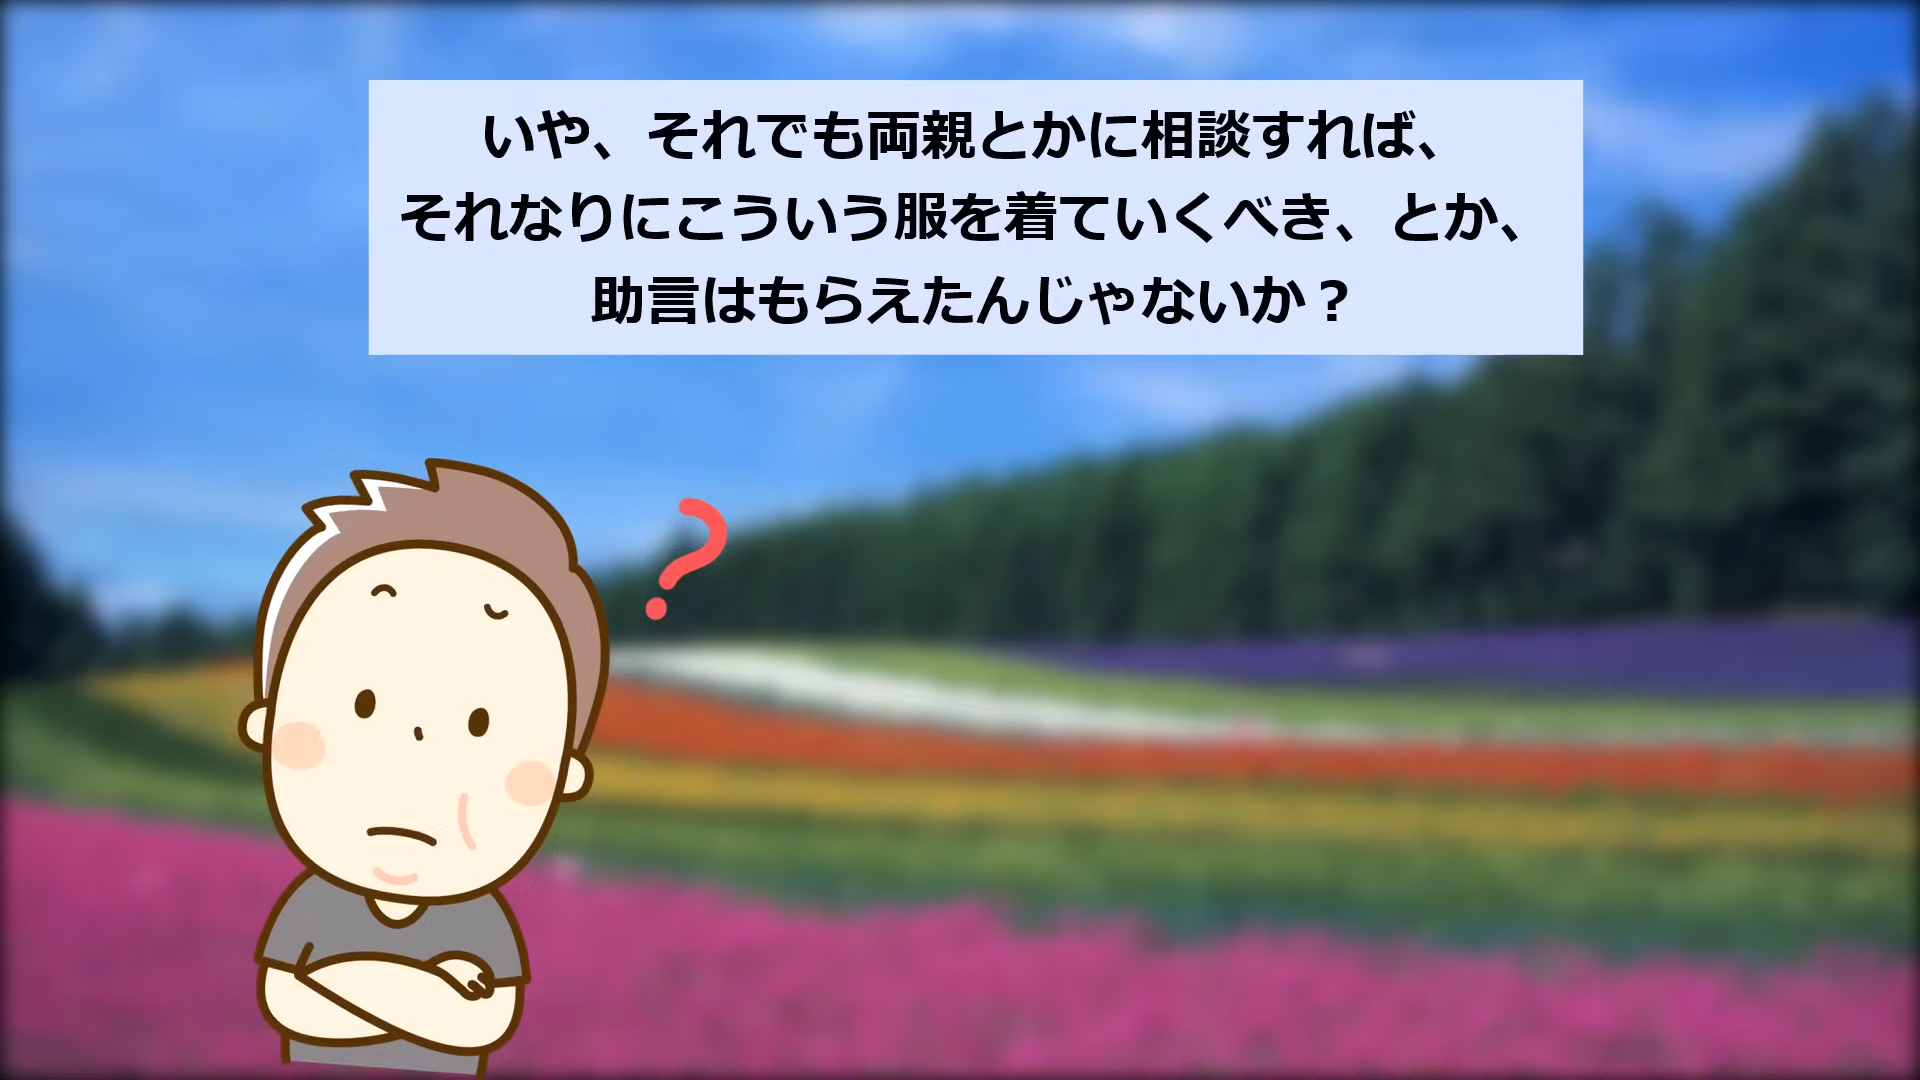 いや、それでも両親とかに相談すれば、
それなりにこういう服を着ていくべき、とか、
助言はもらえたんじゃないか？